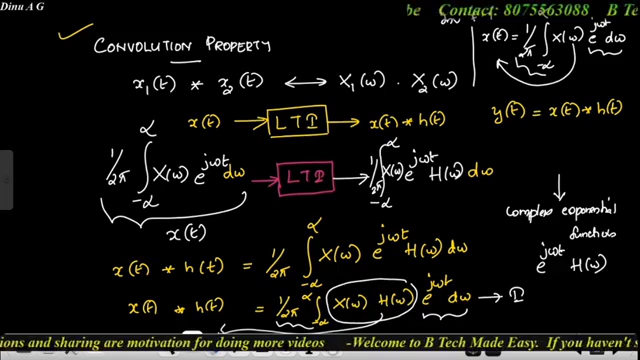 Dinu A G
be Contact : 8075563088 B Tech
x(t) = 1/2π ∫_{-α}^{α} X(ω) e^{jωt} dω
CONVOLUTION PROPERTY
x₁(t) * x₂(t) ⟷ X₁(ω) . X₂(ω)
x(t) → LTI → x(t) * h(t)
y(t) = x(t) * h(t)
1/2π ∫_{-α}^{α} X(ω) e^{jωt} dω → LTI → 1/2π ∫_{-α}^{α} X(ω) e^{jωt} H(ω) dω
x(t)
complex exponential
functions
e^{jωt} H(ω)
x(t) * h(t) = 1/2π ∫_{-α}^{α} X(ω) e^{jωt} H(ω) dω
x(t) * h(t) = 1/2π ∫_{-α}^{α} X(ω) H(ω) e^{jωt} dω → I
ions and sharing are motivation for doing more videos -Welcome to B Tech Made Easy. If you haven't s